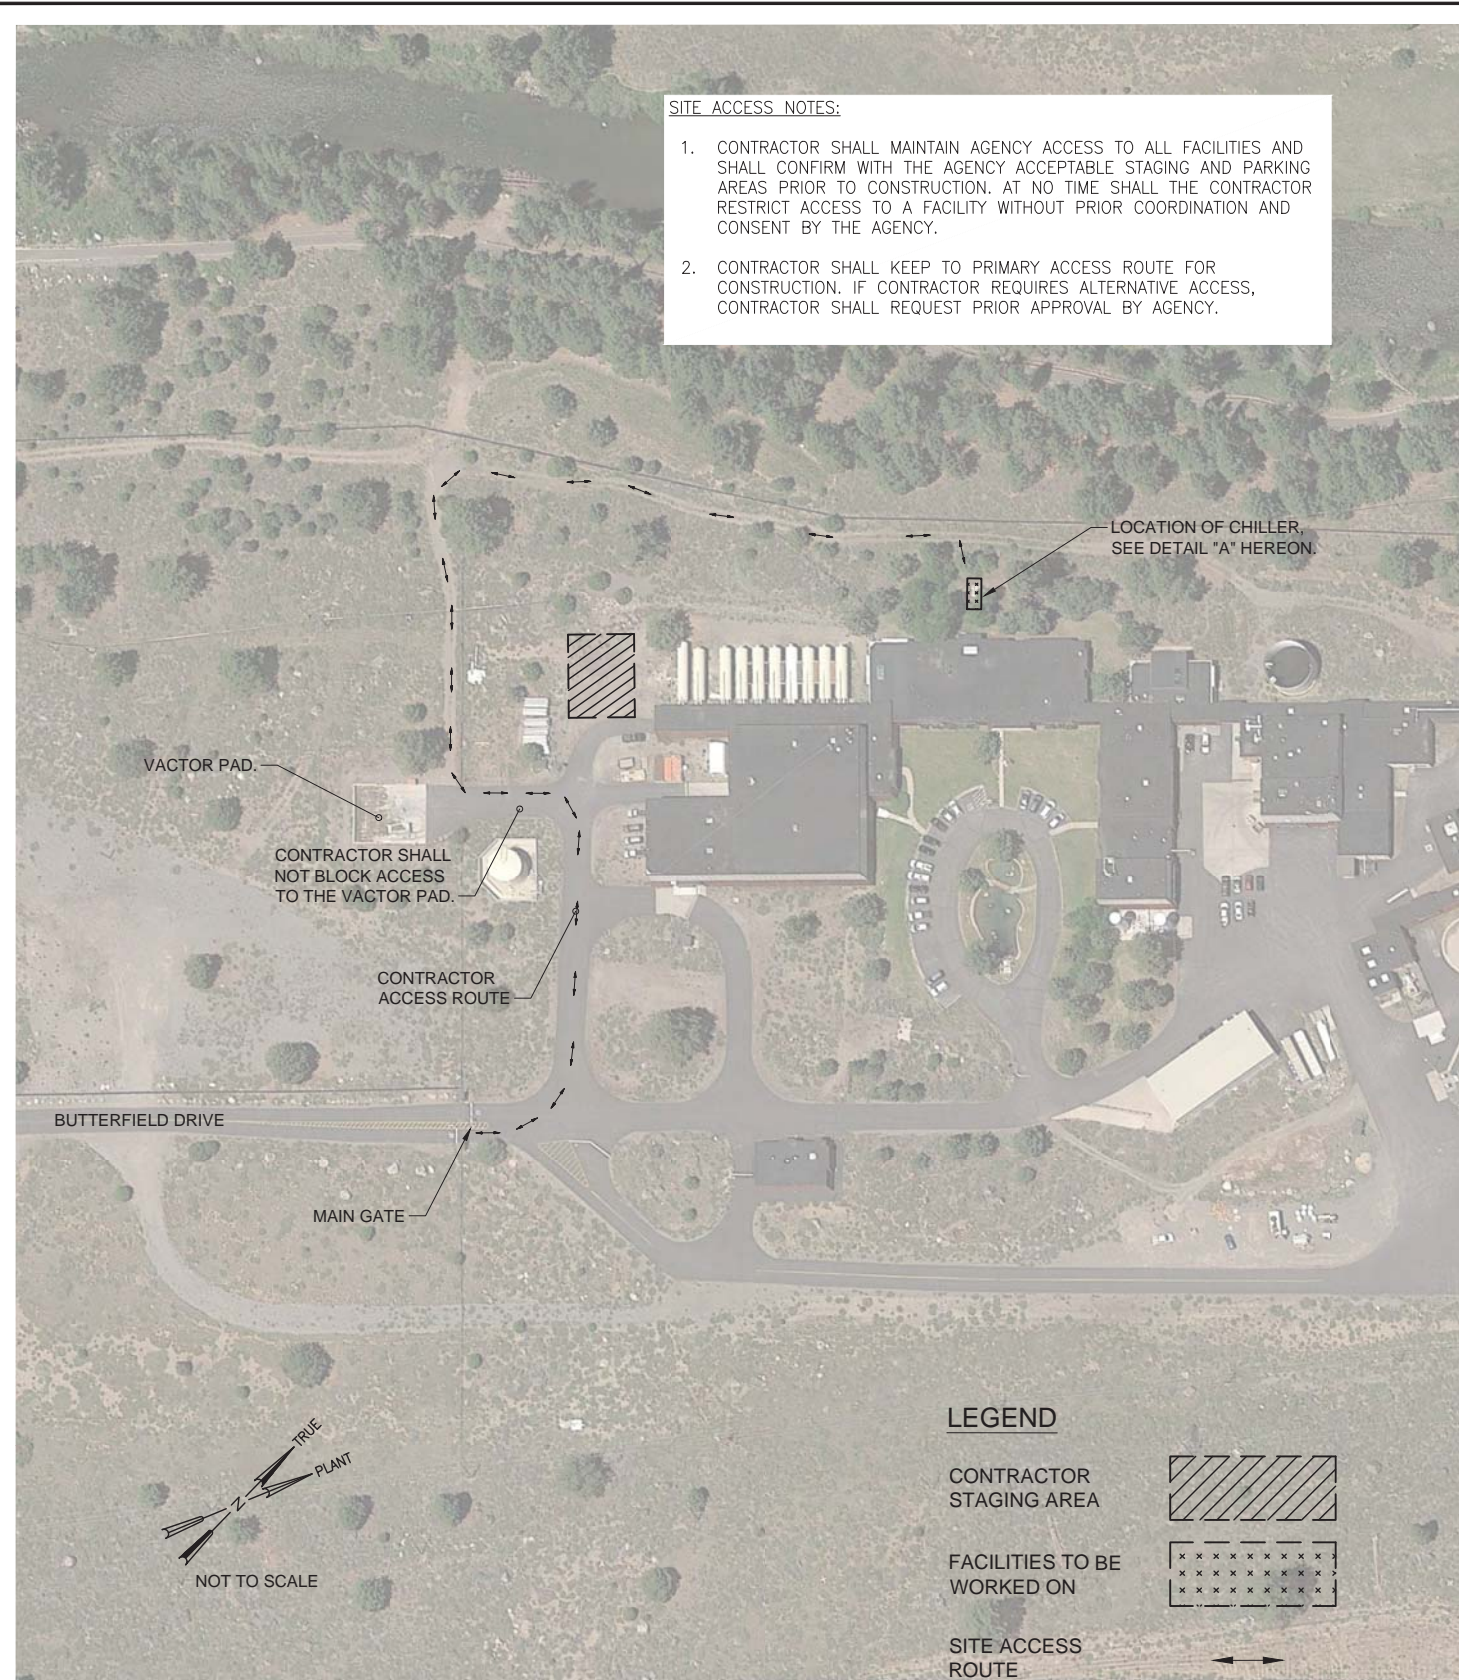 SITE ACCESS NOTES:
1. CONTRACTOR SHALL MAINTAIN AGENCY ACCESS TO ALL FACILITIES AND
SHALL CONFIRM WITH THE AGENCY ACCEPTABLE STAGING AND PARKING
AREAS PRIOR TO CONSTRUCTION. AT NO TIME SHALL THE CONTRACTOR
RESTRICT ACCESS TO A FACILITY WITHOUT PRIOR COORDINATION AND
CONSENT BY THE AGENCY.
2. CONTRACTOR SHALL KEEP TO PRIMARY ACCESS ROUTE FOR
CONSTRUCTION. IF CONTRACTOR REQUIRES ALTERNATIVE ACCESS,
CONTRACTOR SHALL REQUEST PRIOR APPROVAL BY AGENCY.
LOCATION OF CHILLER,
SEE DETAIL "A" HEREON.
VACTOR PAD.
CONTRACTOR SHALL
NOT BLOCK ACCESS
TO THE VACTOR PAD.
CONTRACTOR
ACCESS ROUTE
BUTTERFIELD DRIVE
MAIN GATE
TRUE
PLANT
N
NOT TO SCALE
LEGEND
CONTRACTOR
STAGING AREA
FACILITIES TO BE
WORKED ON
SITE ACCESS
ROUTE